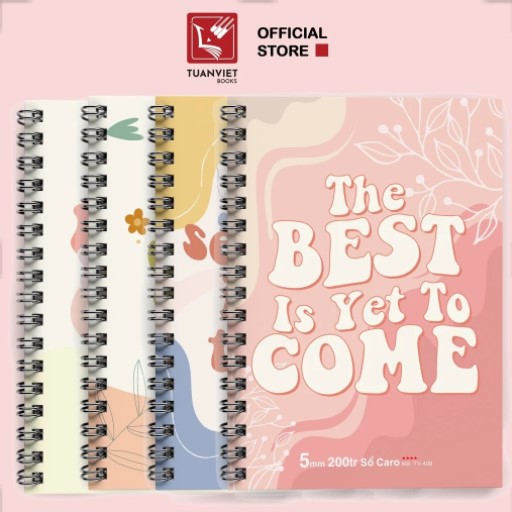 TUANVIET
BOOKS
OFFICIAL
STORE
The
BEST
Is Yet To
COME
5mm 200tr Sổ Caro